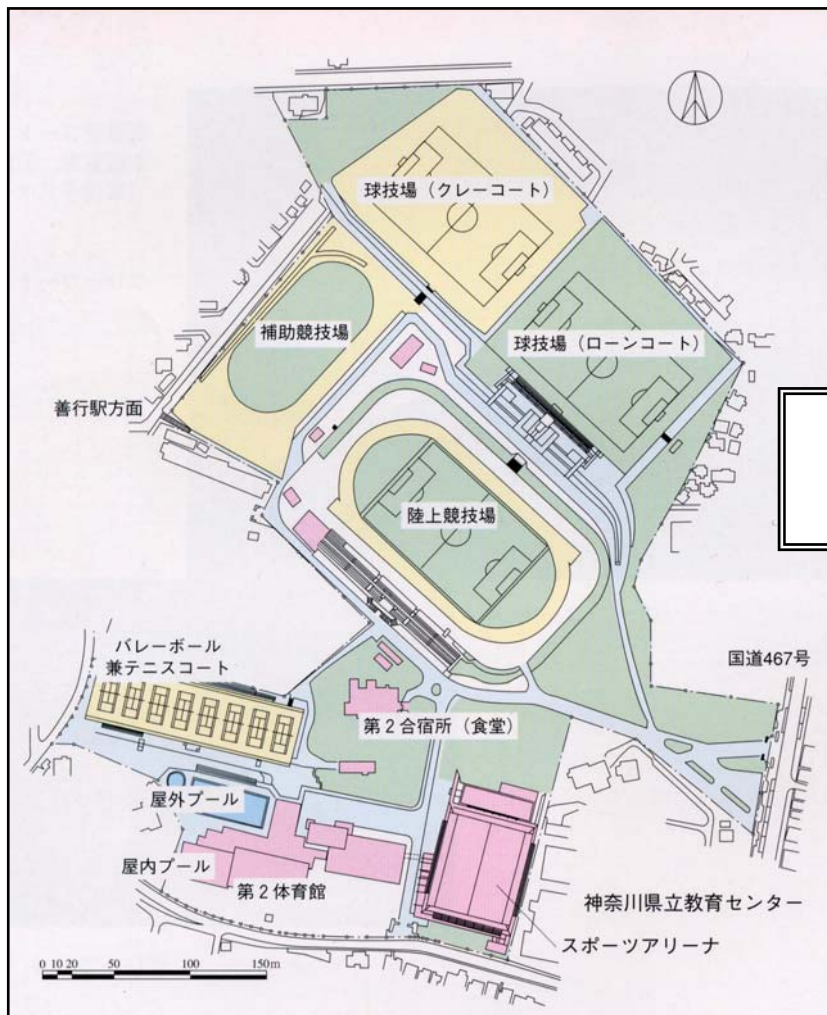 球技場（クレーコート）
補助競技場
球技場（ローンコート）
善行駅方面
陸上競技場
バレーボール
兼テニスコート
国道467号
第2合宿所（食堂）
屋外プール
屋内プール
第2体育館
神奈川県立教育センター
スポーツアリーナ
0 10 20 50 100 150m